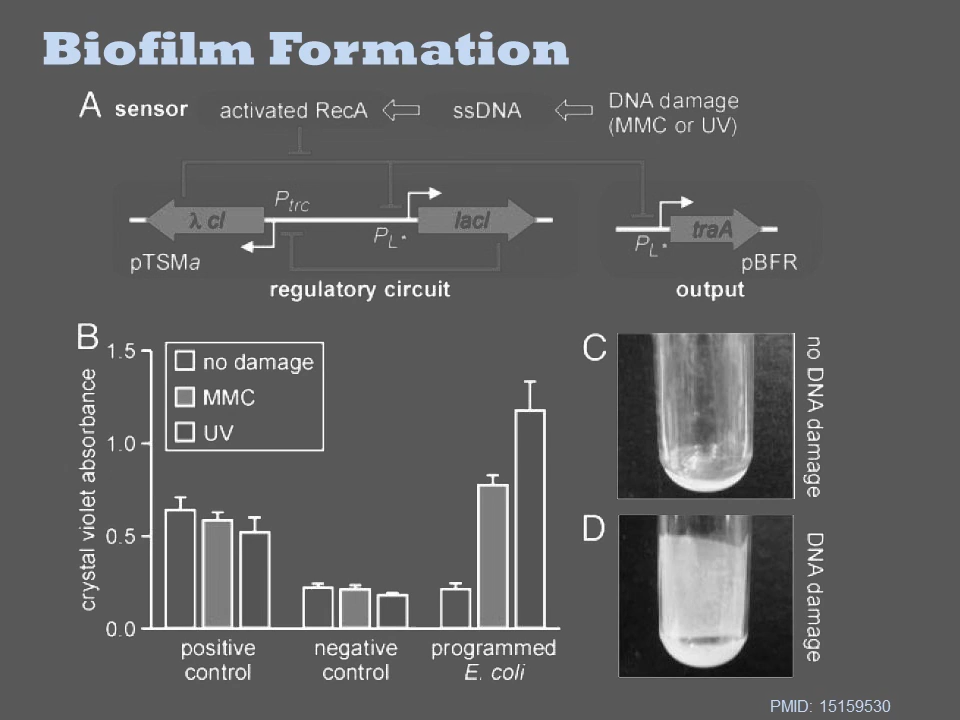 Biofilm Formation
A sensor activated RecA ssDNA DNA damage
(MMC or UV)
P trc
λ cI lacI traA
P L* P L*
pTSMa pBFR
regulatory circuit output
B
1.5
1.0
0.5
0.0
crystal violet absorbance
no damage
MMC
UV
positive
control
negative
control
programmed
E. coli
C
no DNA damage
D
DNA damage
PMID: 15159530